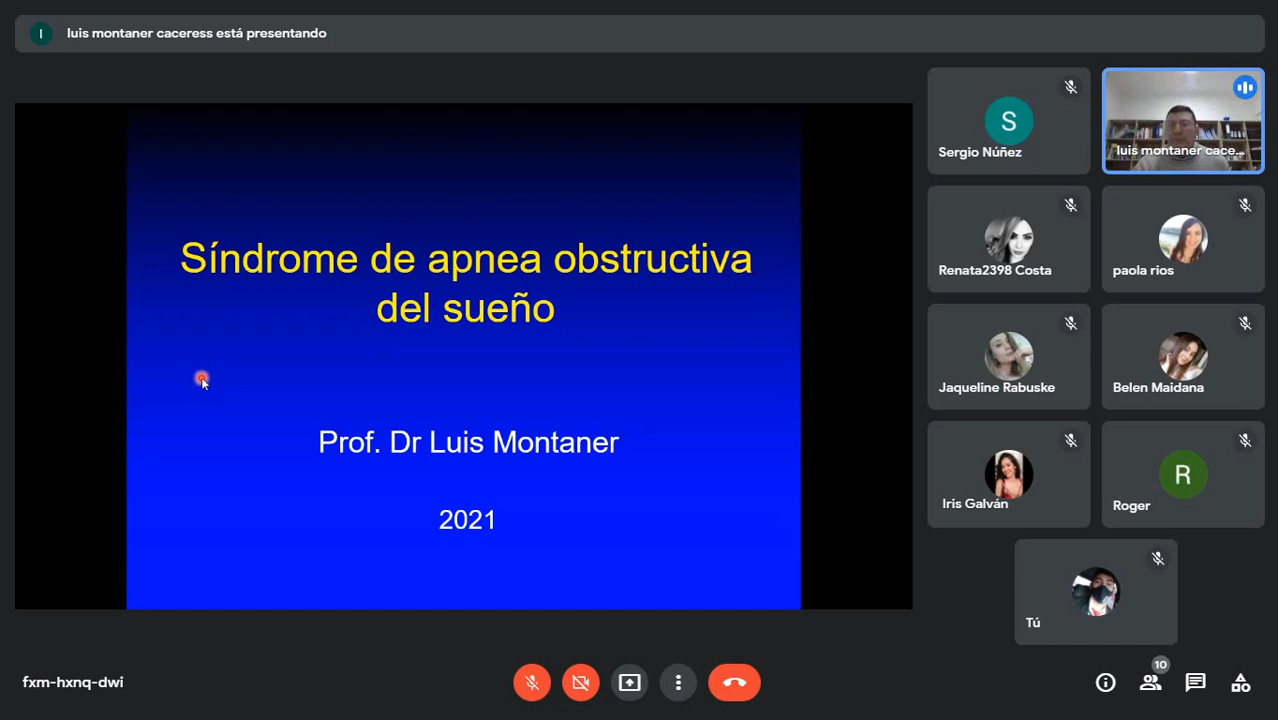 I
luis montaner caceress está presentando
Síndrome de apnea obstructiva
del sueño
Prof. Dr Luis Montaner
2021
S
Sergio Núñez
luis montaner cace...
Renata2398 Costa
paola rios
Jaqueline Rabuske
Belen Maidana
Iris Galván
R
Roger
Tú
fxm-hxnq-dwi
10